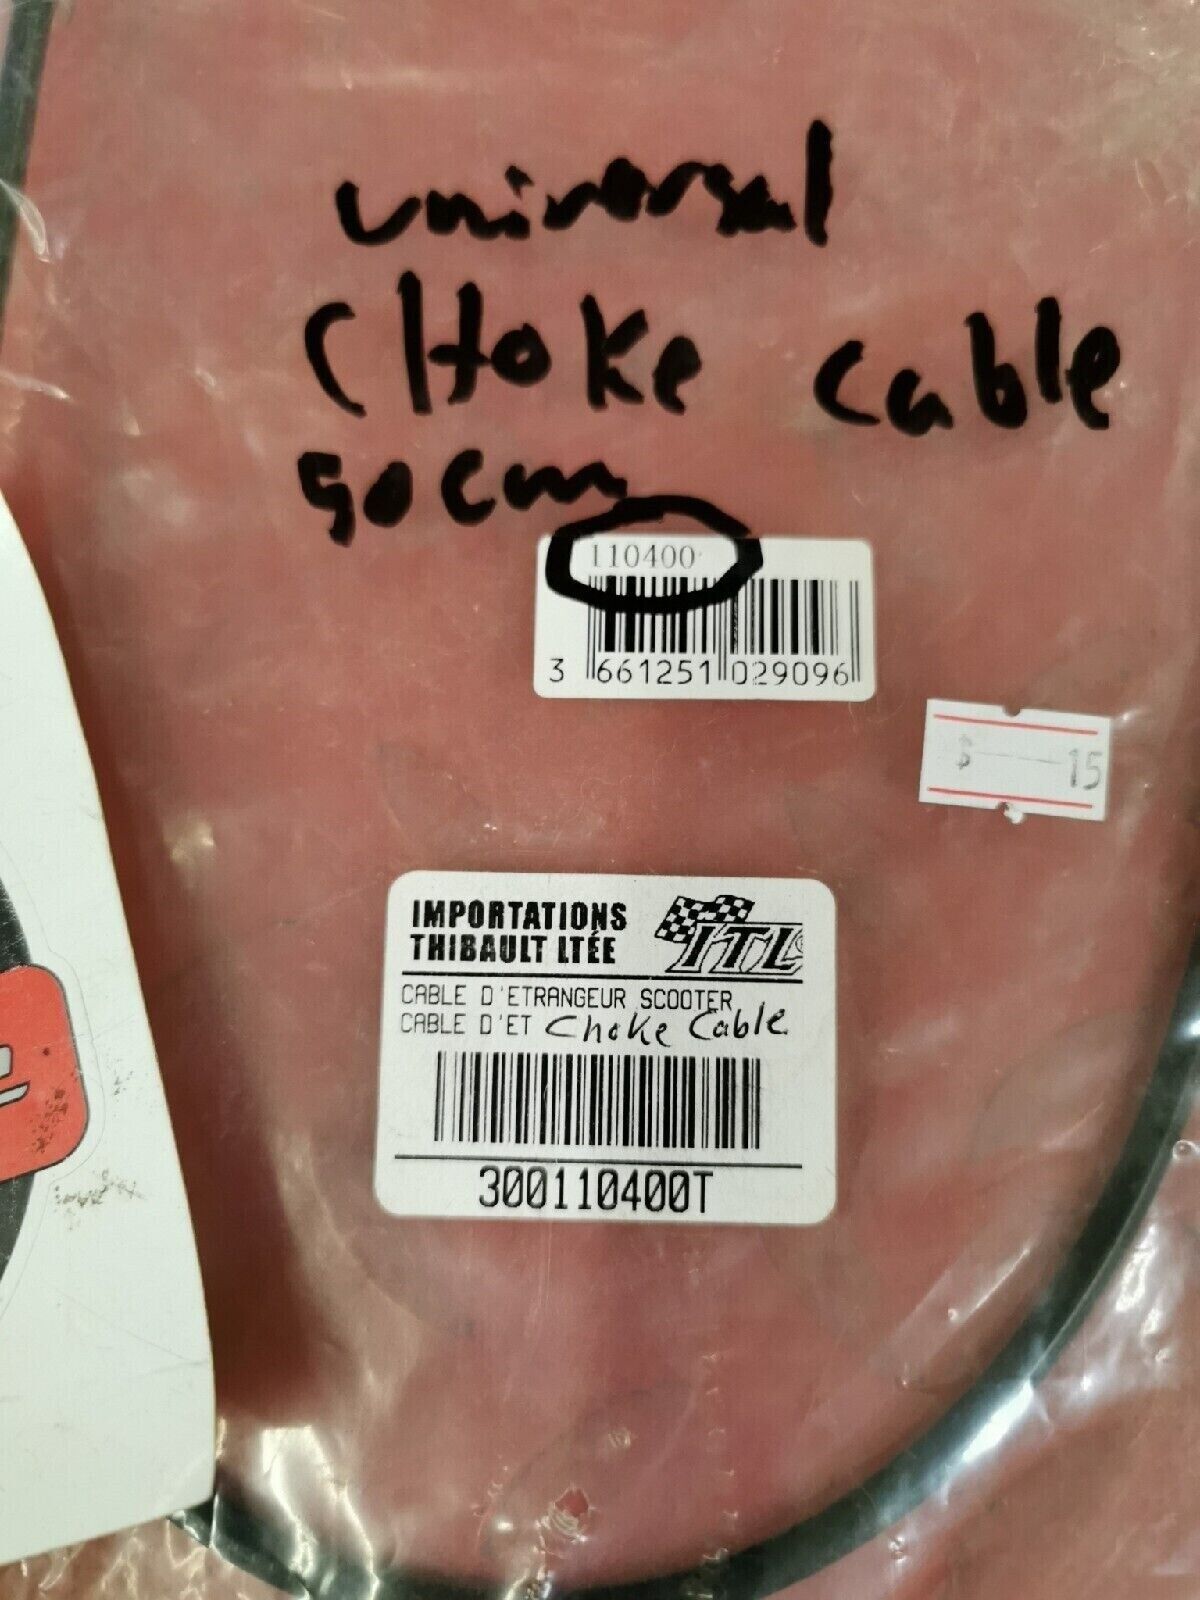 universal
CHOKe cable
90cm
110400
3 661251 029096
$ 15
IMPORTATIONS
THIBAULT LTÉE
ITL
CABLE D'ETRANGEUR SCOOTER
CABLE D'ET Choke Cable
300110400T